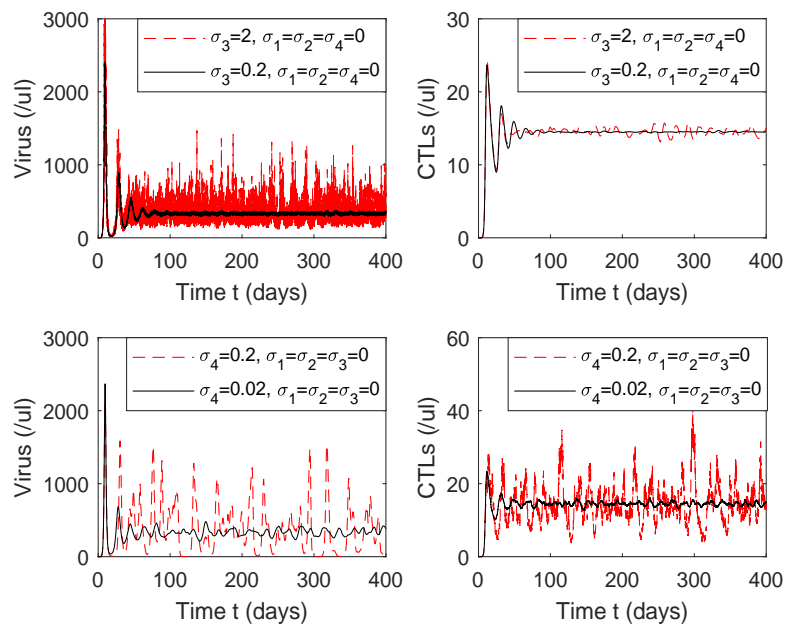 3000
2000
1000
0
Virus (/ul)
σ₃=2, σ₁=σ₂=σ₄=0
σ₃=0.2, σ₁=σ₂=σ₄=0
0 100 200 300 400
Time t (days)
30
20
10
0
CTLs (/ul)
σ₃=2, σ₁=σ₂=σ₄=0
σ₃=0.2, σ₁=σ₂=σ₄=0
0 100 200 300 400
Time t (days)
3000
2000
1000
0
Virus (/ul)
σ₄=0.2, σ₁=σ₂=σ₃=0
σ₄=0.02, σ₁=σ₂=σ₃=0
0 100 200 300 400
Time t (days)
60
40
20
0
CTLs (/ul)
σ₄=0.2, σ₁=σ₂=σ₃=0
σ₄=0.02, σ₁=σ₂=σ₃=0
0 100 200 300 400
Time t (days)